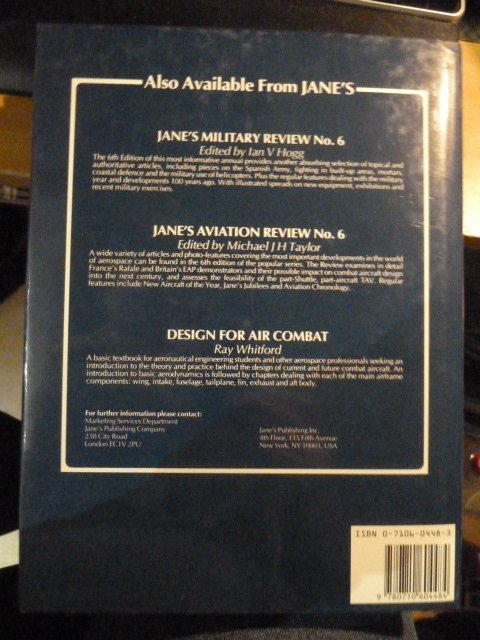 Also Available From JANE'S
JANE'S MILITARY REVIEW No. 6
Edited by Ian V Hogg
The 6th Edition of this most informative annual provides another absorbing selection of topical and
authoritative articles, including pieces on the Spanish Army, fighting in built-up areas, mortars,
coastal defence and the military use of helicopters. Plus the regular features dealing with the military
year and developments 100 years ago. With illustrated spreads on new equipment, exhibitions and
recent military exercises.
JANE'S AVIATION REVIEW No. 6
Edited by Michael J H Taylor
A wide variety of articles and photo-features covering the most important developments in the world
of aerospace can be found in the 6th edition of the popular series. The Review examines in detail
France's Rafale and Britain's EAP demonstrators and their possible impact on combat aircraft design
into the next century, and assesses the feasibility of the part-Shuttle, part-aircraft TAV. Regular
features include New Aircraft of the Year, Jane's Jubilees and Aviation Chronology.
DESIGN FOR AIR COMBAT
Ray Whitford
A basic textbook for aeronautical engineering students and other aerospace professionals seeking an
introduction to the theory and practice behind the design of current and future combat aircraft. An
introduction to basic aerodynamics is followed by chapters dealing with each of the main airframe
components: wing, intake, fuselage, tailplane, fin, exhaust and aft body.
For further information please contact:
Marketing Services Department
Jane's Publishing Company
238 City Road
London EC1V 2PU
Jane's Publishing Inc.
4th Floor, 115 Fifth Avenue
New York, NY 10003, USA
ISBN 0-7106-0448-3
9 780710 604484